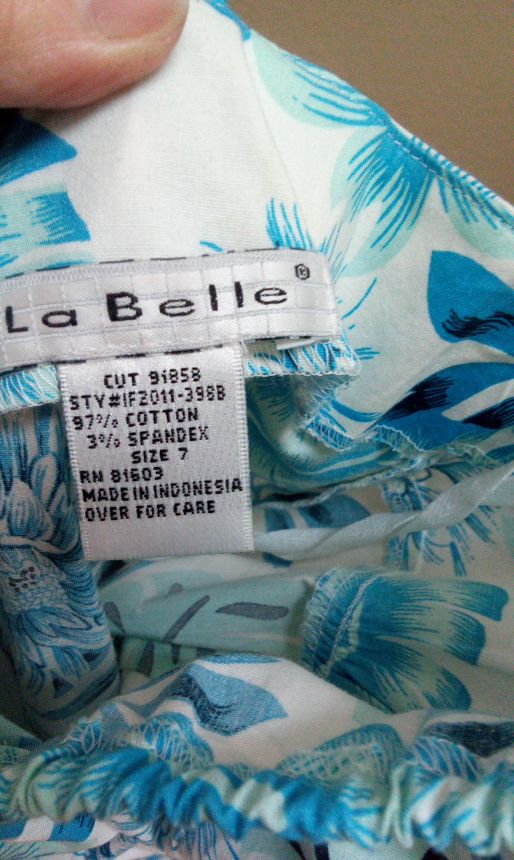 La Belle®
CUT 91858
STY#IF2011-398B
97% COTTON
3% SPANDEX
SIZE 7
RN 81603
MADE IN INDONESIA
OVER FOR CARE